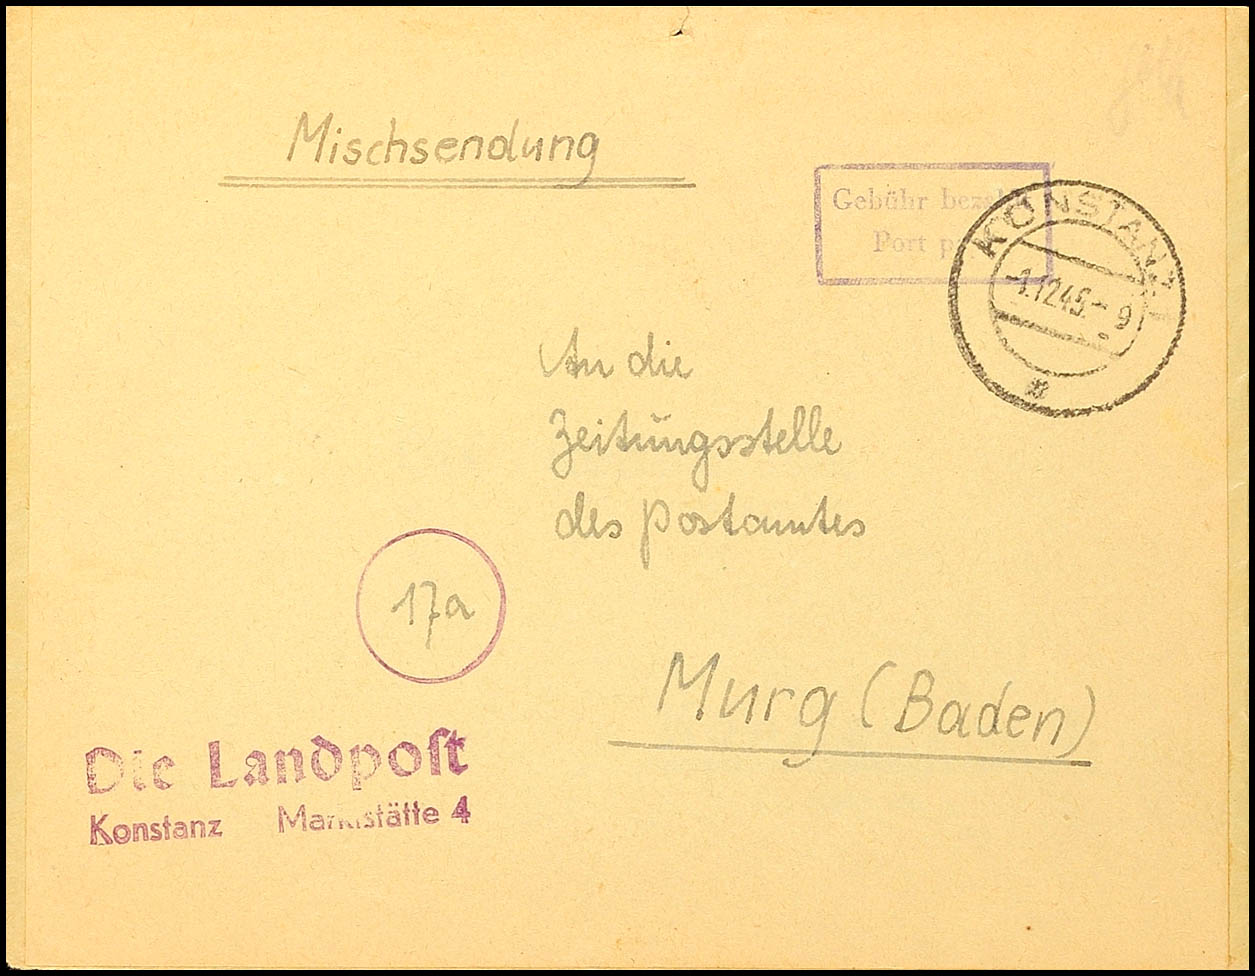 Mischsendung
Gebühr
Port
KONSTANZ
1.12.45.-9
An die
Zeitungsstelle
des Postamtes
17a
Murg (Baden)
Die Landpost
Konstanz Marktstätte 4